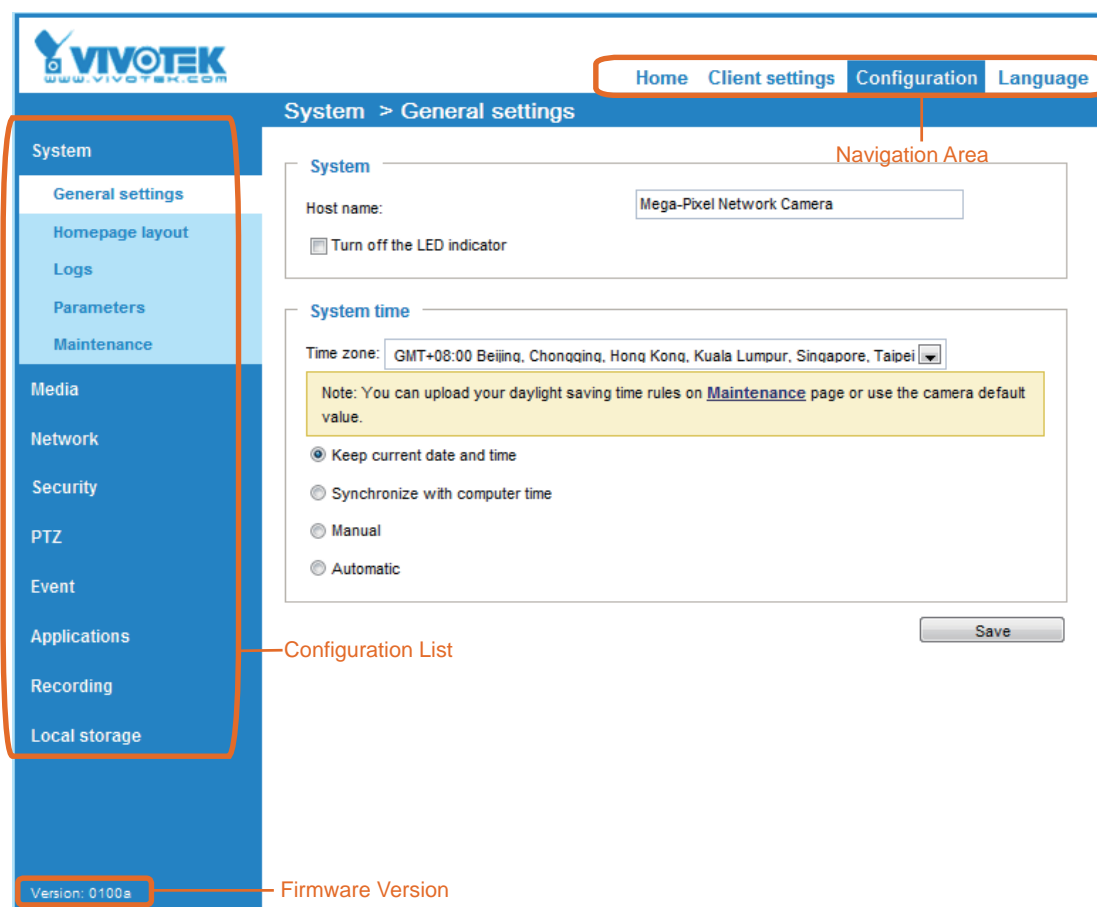 VIVOTEK
www.vivotek.com
Home Client settings Configuration Language
System > General settings
Navigation Area
System
General settings
Homepage layout
Logs
Parameters
Maintenance
Media
Network
Security
PTZ
Event
Applications
Recording
Local storage
Version: 0100a
System
Host name: Mega-Pixel Network Camera
Turn off the LED indicator
System time
Time zone: GMT+08:00 Beijing, Chongqing, Hong Kong, Kuala Lumpur, Singapore, Taipei
Note: You can upload your daylight saving time rules on Maintenance page or use the camera default
value.
Keep current date and time
Synchronize with computer time
Manual
Automatic
Save
Configuration List
Firmware Version